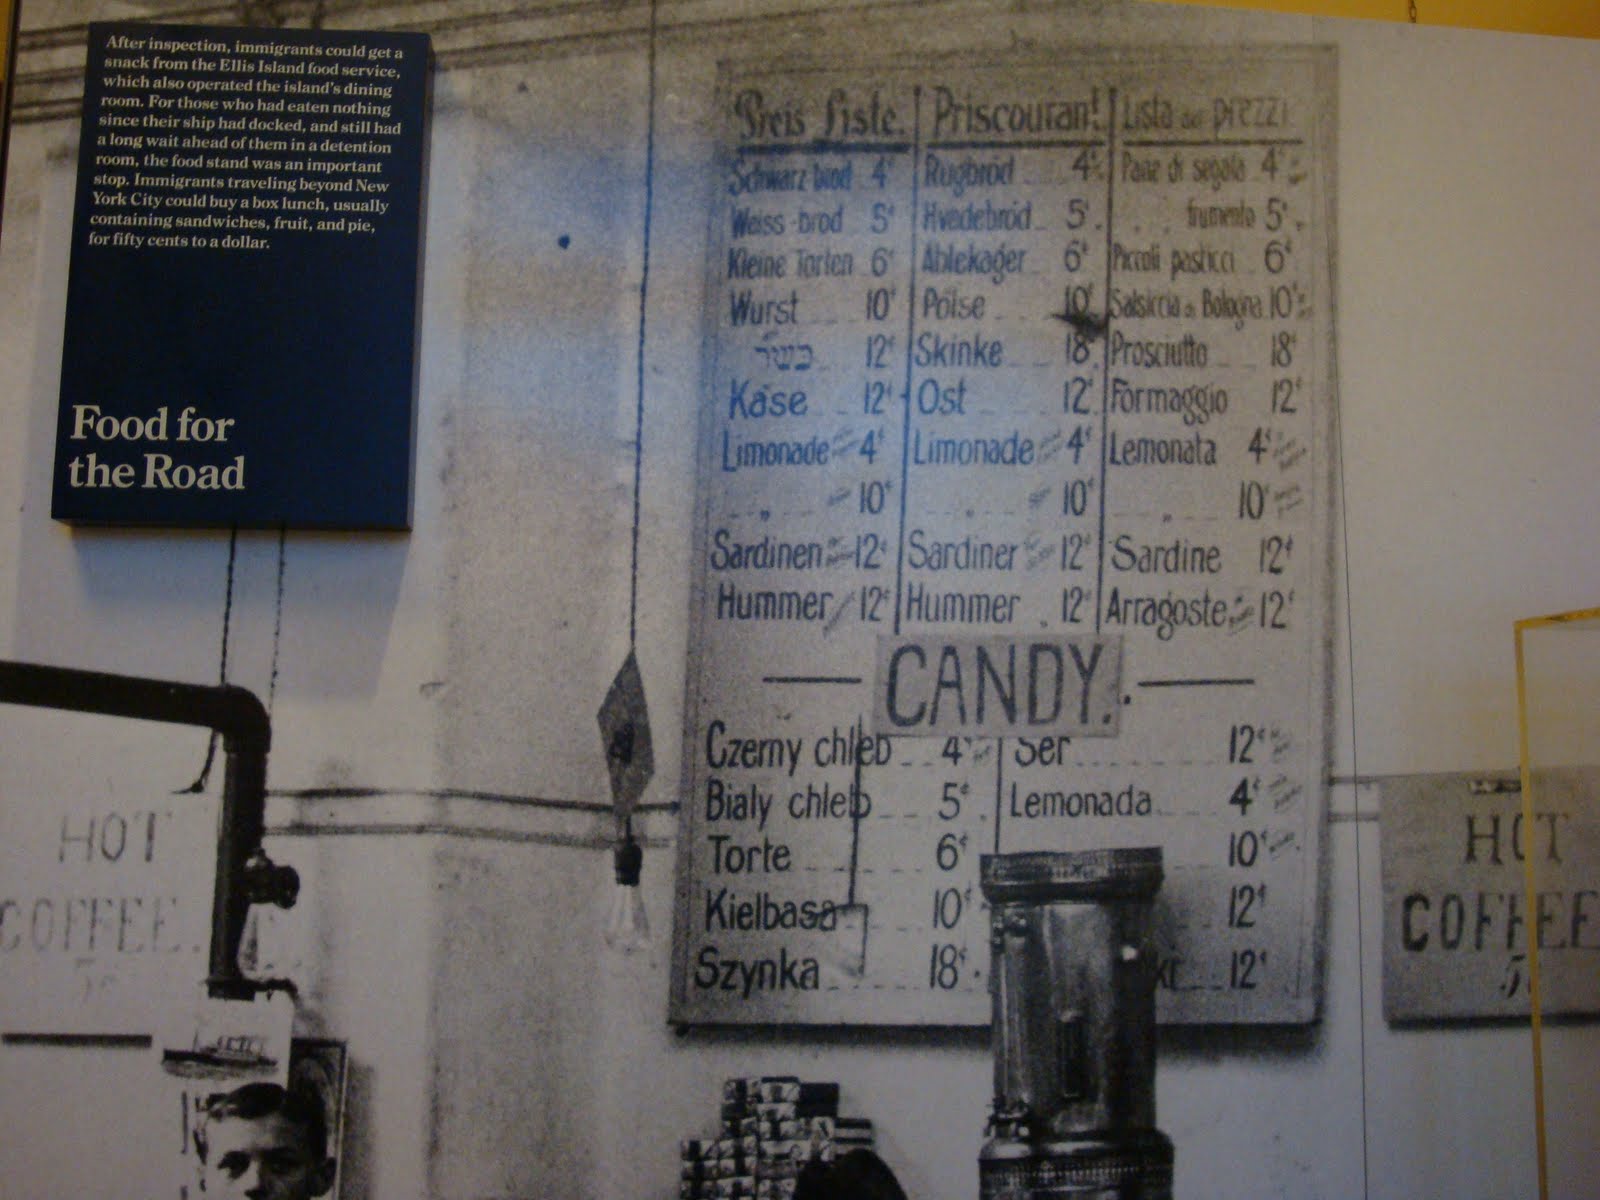 After inspection, immigrants could get a
snack from the Ellis Island food service,
which also operated the island's dining
room. For those who had eaten nothing
since their ship had docked, and still had
a long wait ahead of them in a detention
room, the food stand was an important
stop. Immigrants traveling beyond New
York City could buy a box lunch, usually
containing sandwiches, fruit, and pie,
for fifty cents to a dollar.
Food for
the Road
Preis Liste.
Schwarz brod 4¢
Weiss-brod 5¢
Kleine Torten 6¢
Wurst 10¢
כשר 12¢
Käse 12¢
Limonade 4¢
" 10¢
Sardinen 12¢
Hummer 12¢
Priscourant
Rugbröd 4¢
Hvedebröd 5¢
Ablekager 6¢
Pölse 10¢
Skinke 18¢
Ost 12¢
Limonade 4¢
" 10¢
Sardiner 12¢
Hummer 12¢
Lista dei prezzi
Pane di segala 4¢
" " frumento 5¢
Piccoli pasticci 6¢
Salsiccia di Bologna 10¢
Prosciutto 18¢
Formaggio 12¢
Lemonata 4¢
" 10¢
Sardine 12¢
Arragoste 12¢
CANDY.
Czerny chleb 4¢
Bialy chleb 5¢
Torte 6¢
Kielbasa 10¢
Szynka 18¢
Ser 12¢
Lemonada 4¢
10¢
12¢
kr 12¢
HOT
COFFEE.
5¢
HOT
COFFEE
5¢